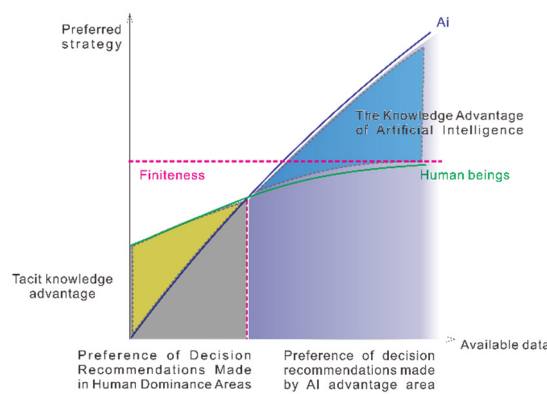 Preferred
strategy
Ai
The Knowledge Advantage
of Artificial Intelligence
Finiteness
Human beings
Tacit knowledge
advantage
Available data
Preference of Decision
Recommendations Made
in Human Dominance Areas
Preference of decision
recommendations made
by AI advantage area